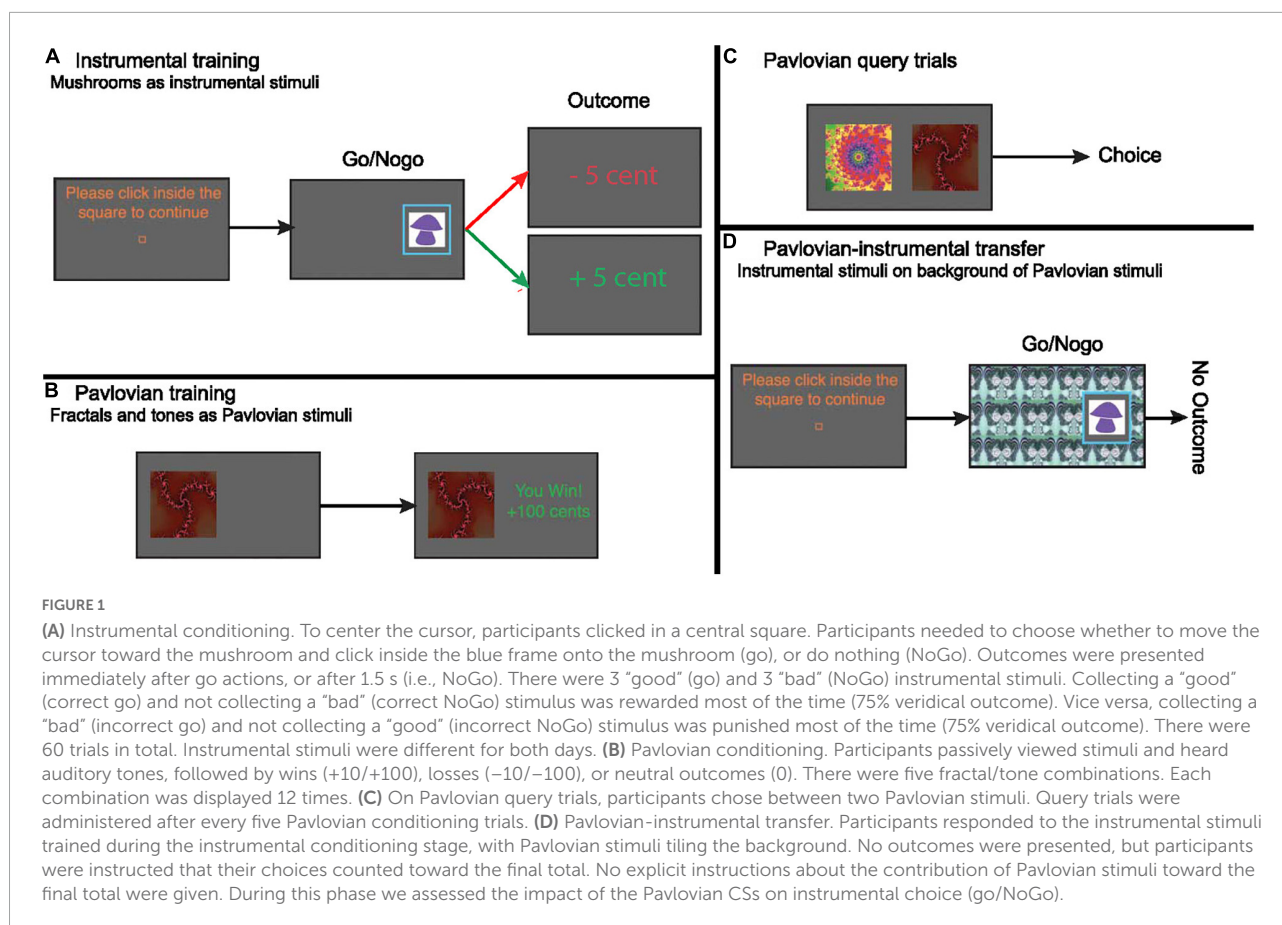 A Instrumental training
Mushrooms as instrumental stimuli
Outcome
Go/Nogo
Please click inside the
square to continue
- 5 cent
+ 5 cent
B Pavlovian training
Fractals and tones as Pavlovian stimuli
You Win!
+100 cents
C Pavlovian query trials
Choice
D Pavlovian-instrumental transfer
Instrumental stimuli on background of Pavlovian stimuli
Go/Nogo
Please click inside the
square to continue
No Outcome
FIGURE 1
(A) Instrumental conditioning. To center the cursor, participants clicked in a central square. Participants needed to choose whether to move the
cursor toward the mushroom and click inside the blue frame onto the mushroom (go), or do nothing (NoGo). Outcomes were presented
immediately after go actions, or after 1.5 s (i.e., NoGo). There were 3 “good” (go) and 3 “bad” (NoGo) instrumental stimuli. Collecting a “good”
(correct go) and not collecting a “bad” (correct NoGo) stimulus was rewarded most of the time (75% veridical outcome). Vice versa, collecting a
“bad” (incorrect go) and not collecting a “good” (incorrect NoGo) stimulus was punished most of the time (75% veridical outcome). There were
60 trials in total. Instrumental stimuli were different for both days. (B) Pavlovian conditioning. Participants passively viewed stimuli and heard
auditory tones, followed by wins (+10/+100), losses (−10/−100), or neutral outcomes (0). There were five fractal/tone combinations. Each
combination was displayed 12 times. (C) On Pavlovian query trials, participants chose between two Pavlovian stimuli. Query trials were
administered after every five Pavlovian conditioning trials. (D) Pavlovian-instrumental transfer. Participants responded to the instrumental stimuli
trained during the instrumental conditioning stage, with Pavlovian stimuli tiling the background. No outcomes were presented, but participants
were instructed that their choices counted toward the final total. No explicit instructions about the contribution of Pavlovian stimuli toward the
final total were given. During this phase we assessed the impact of the Pavlovian CSs on instrumental choice (go/NoGo).